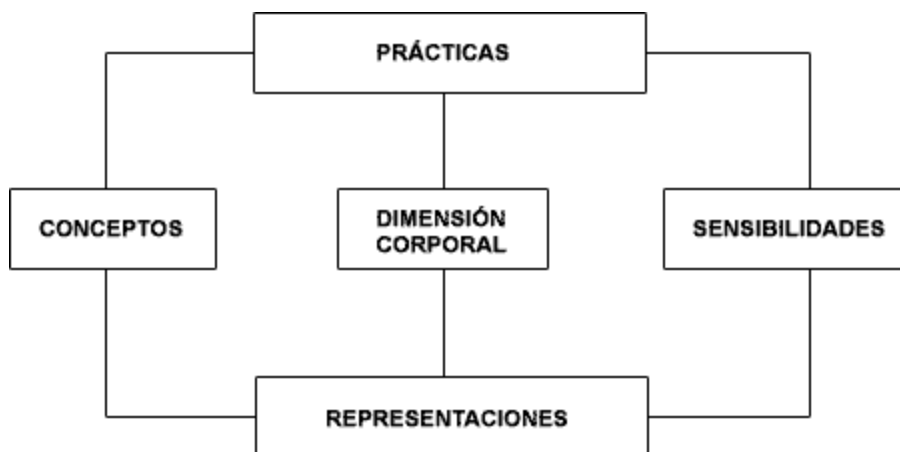 PRÁCTICAS
CONCEPTOS
DIMENSIÓN
CORPORAL
SENSIBILIDADES
REPRESENTACIONES